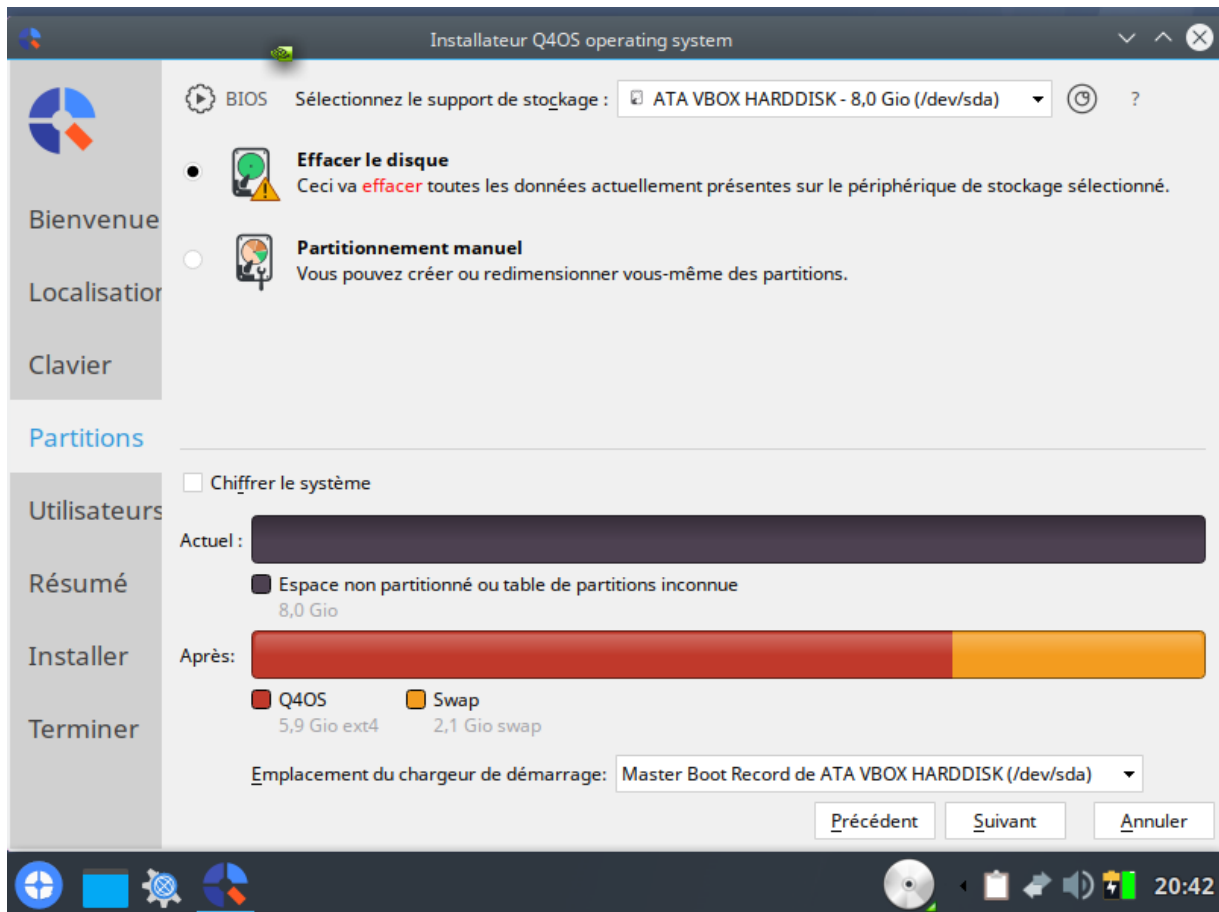 Installateur Q4OS operating system
BIOS Sélectionnez le support de stockage : ATA VBOX HARDDISK - 8,0 Gio (/dev/sda) ?
Effacer le disque
Ceci va effacer toutes les données actuellement présentes sur le périphérique de stockage sélectionné.
Bienvenue
Partitionnement manuel
Vous pouvez créer ou redimensionner vous-même des partitions.
Localisation
Clavier
Partitions
Chiffrer le système
Utilisateurs
Actuel :
Espace non partitionné ou table de partitions inconnue
8,0 Gio
Résumé
Installer
Après:
Q4OS Swap
5,9 Gio ext4 2,1 Gio swap
Terminer
Emplacement du chargeur de démarrage: Master Boot Record de ATA VBOX HARDDISK (/dev/sda)
Précédent Suivant Annuler
20:42